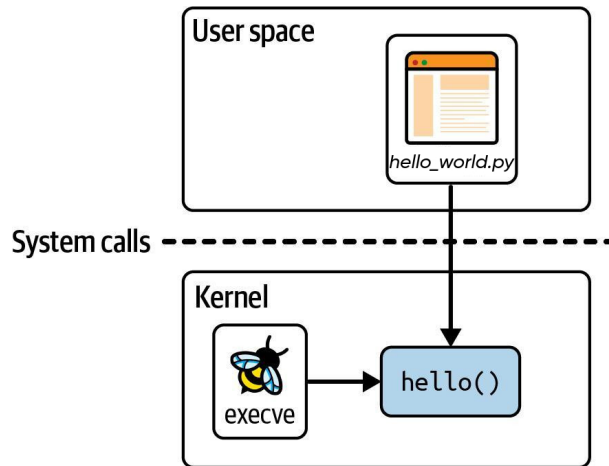 User space
hello_world.py
System calls
Kernel
execve
hello()